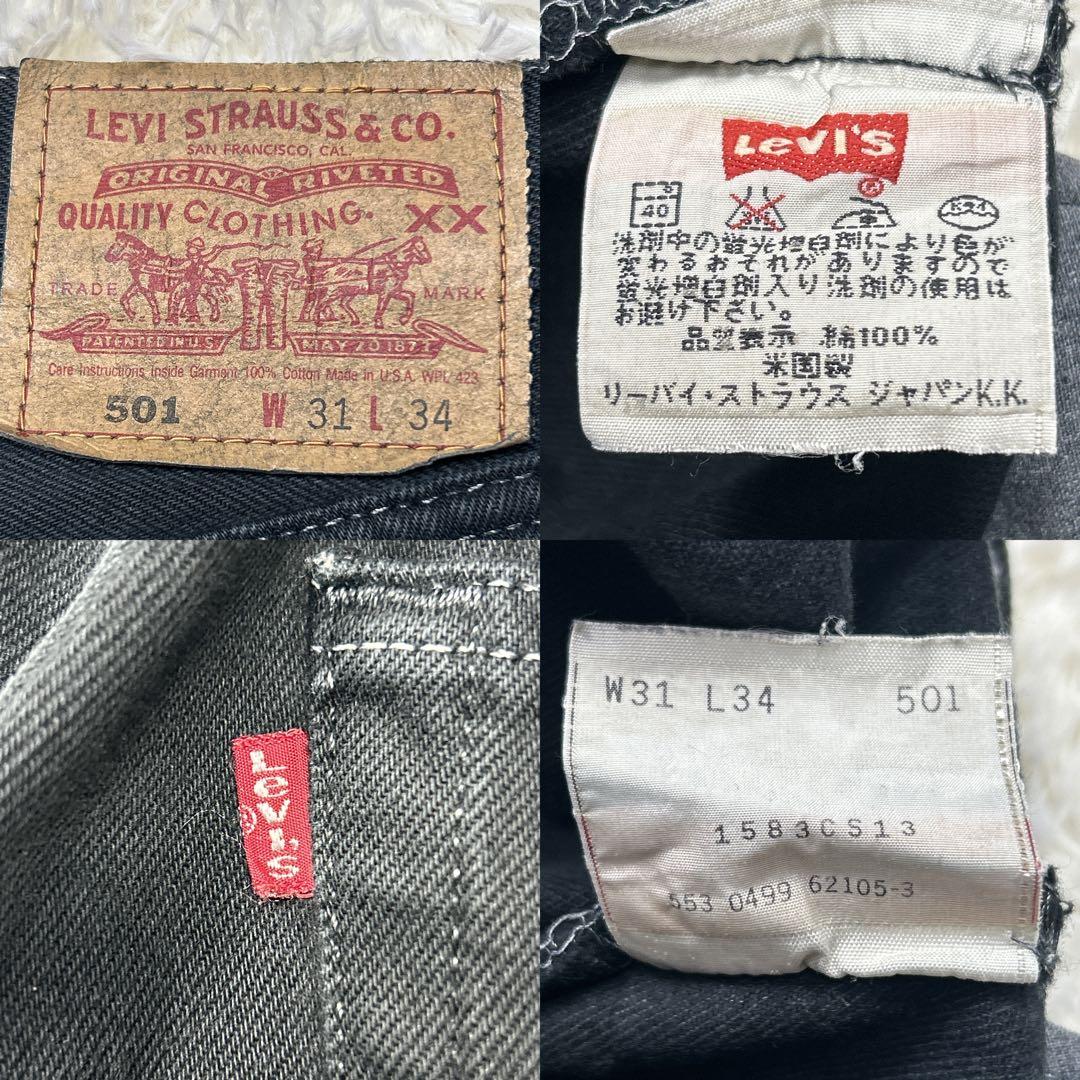 LEVI STRAUSS & CO.
SAN FRANCISCO, CAL.
ORIGINAL RIVETED
QUALITY CLOTHING. XX
TRADE MARK
PATENTED IN U.S. MAY 20 1873
Care Instructions Inside Garment 100% Cotton Made in U.S.A. WPL 423
501 W 31 L 34
LEVI'S
®
40
洗剤中の蛍光増白剤により色が
変わるおそれがありますので
蛍光増白剤入り洗剤の使用は
お避け下さい。
品質表示 綿100%
米国製
リーバイ・ストラウス ジャパンK.K.
LEVI'S
®
W31 L34 501
15830513
553 0499 62105-3